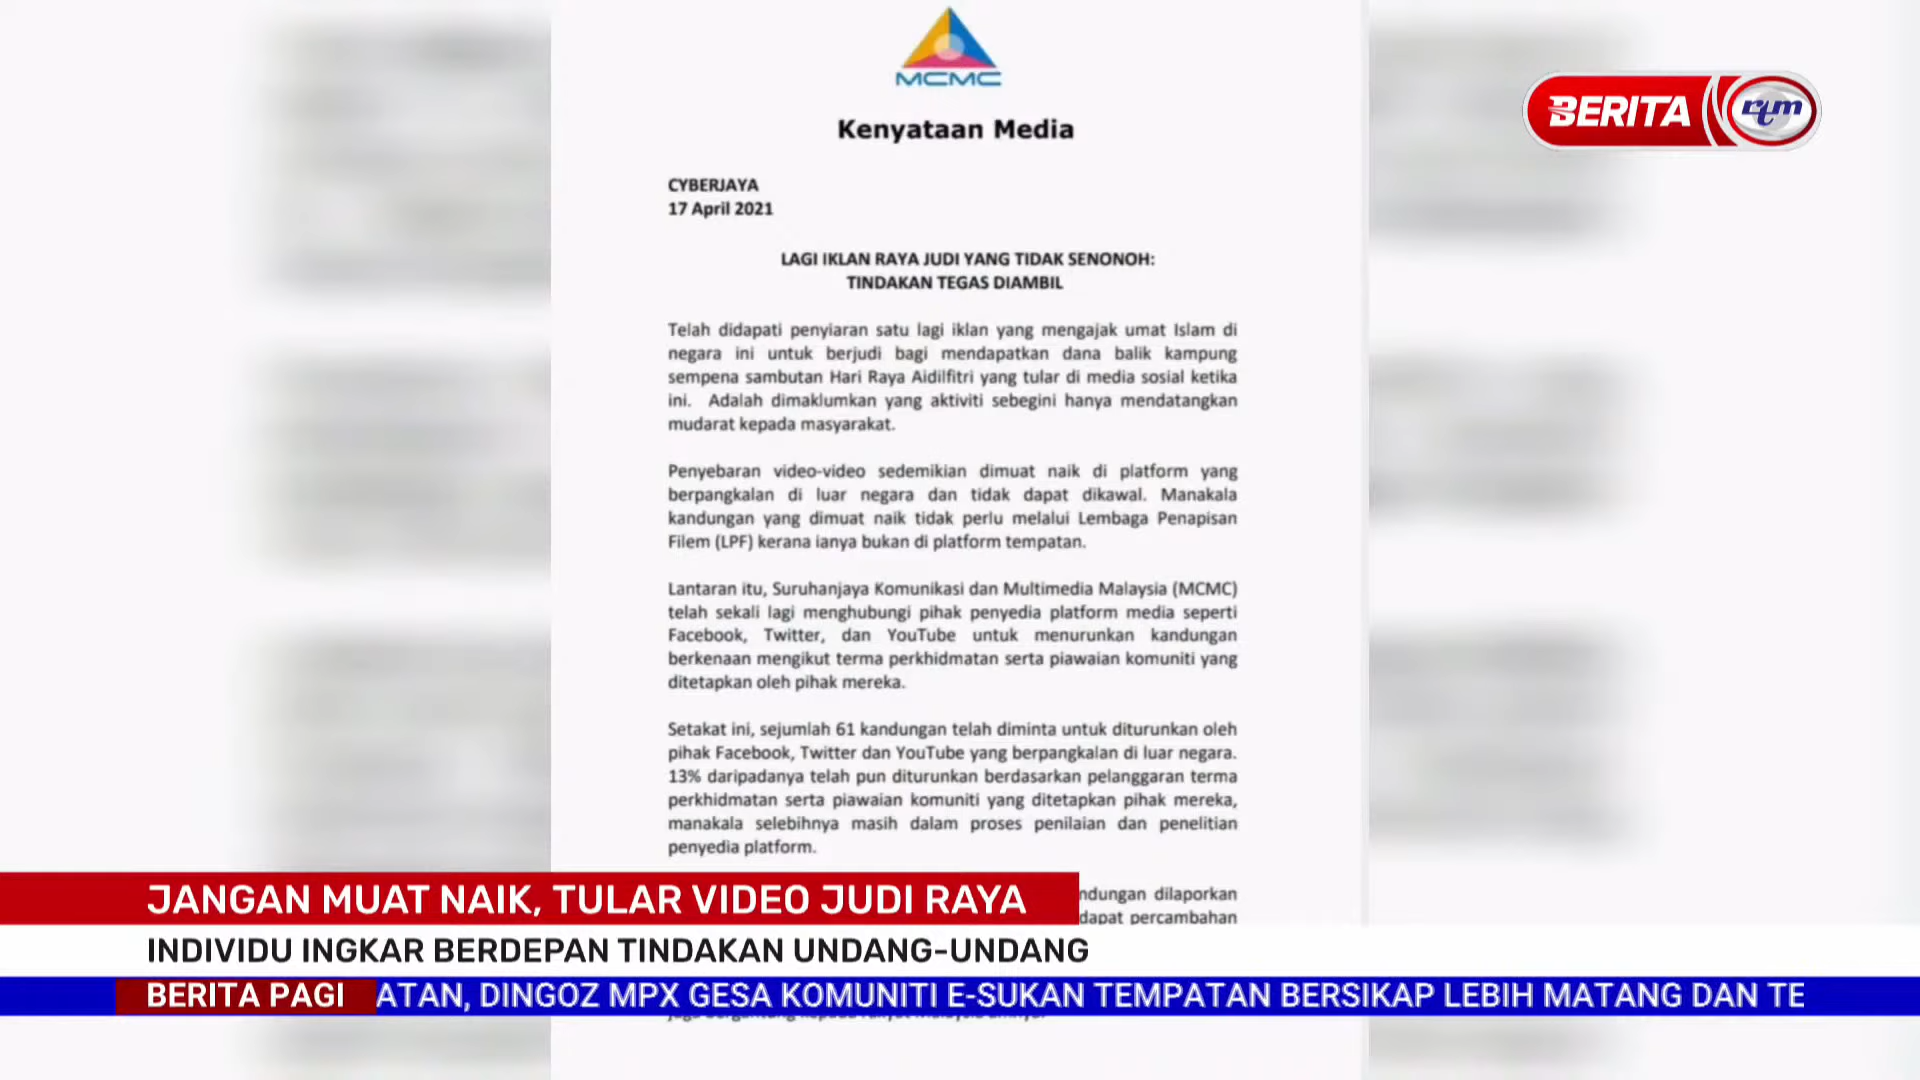 MCMC
Kenyataan Media
BERITA rtm
CYBERJAYA
17 April 2021
LAGI IKLAN RAYA JUDI YANG TIDAK SENONOH:
TINDAKAN TEGAS DIAMBIL
Telah didapati penyiaran satu lagi iklan yang mengajak umat Islam di
negara ini untuk berjudi bagi mendapatkan dana balik kampung
sempena sambutan Hari Raya Aidilfitri yang tular di media sosial ketika
ini. Adalah dimaklumkan yang aktiviti sebegini hanya mendatangkan
mudarat kepada masyarakat.
Penyebaran video-video sedemikian dimuat naik di platform yang
berpangkalan di luar negara dan tidak dapat dikawal. Manakala
kandungan yang dimuat naik tidak perlu melalui Lembaga Penapisan
Filem (LPF) kerana ianya bukan di platform tempatan.
Lantaran itu, Suruhanjaya Komunikasi dan Multimedia Malaysia (MCMC)
telah sekali lagi menghubungi pihak penyedia platform media seperti
Facebook, Twitter, dan YouTube untuk menurunkan kandungan
berkenaan mengikut terma perkhidmatan serta piawaian komuniti yang
ditetapkan oleh pihak mereka.
Setakat ini, sejumlah 61 kandungan telah diminta untuk diturunkan oleh
pihak Facebook, Twitter dan YouTube yang berpangkalan di luar negara.
13% daripadanya telah pun diturunkan berdasarkan pelanggaran terma
perkhidmatan serta piawaian komuniti yang ditetapkan pihak mereka,
manakala selebihnya masih dalam proses penilaian dan penelitian
penyedia platform.
ndungan dilaporkan
dapat percambahan
JANGAN MUAT NAIK, TULAR VIDEO JUDI RAYA
INDIVIDU INGKAR BERDEPAN TINDAKAN UNDANG-UNDANG
BERITA PAGI ATAN, DINGOZ MPX GESA KOMUNITI E-SUKAN TEMPATAN BERSIKAP LEBIH MATANG DAN TE